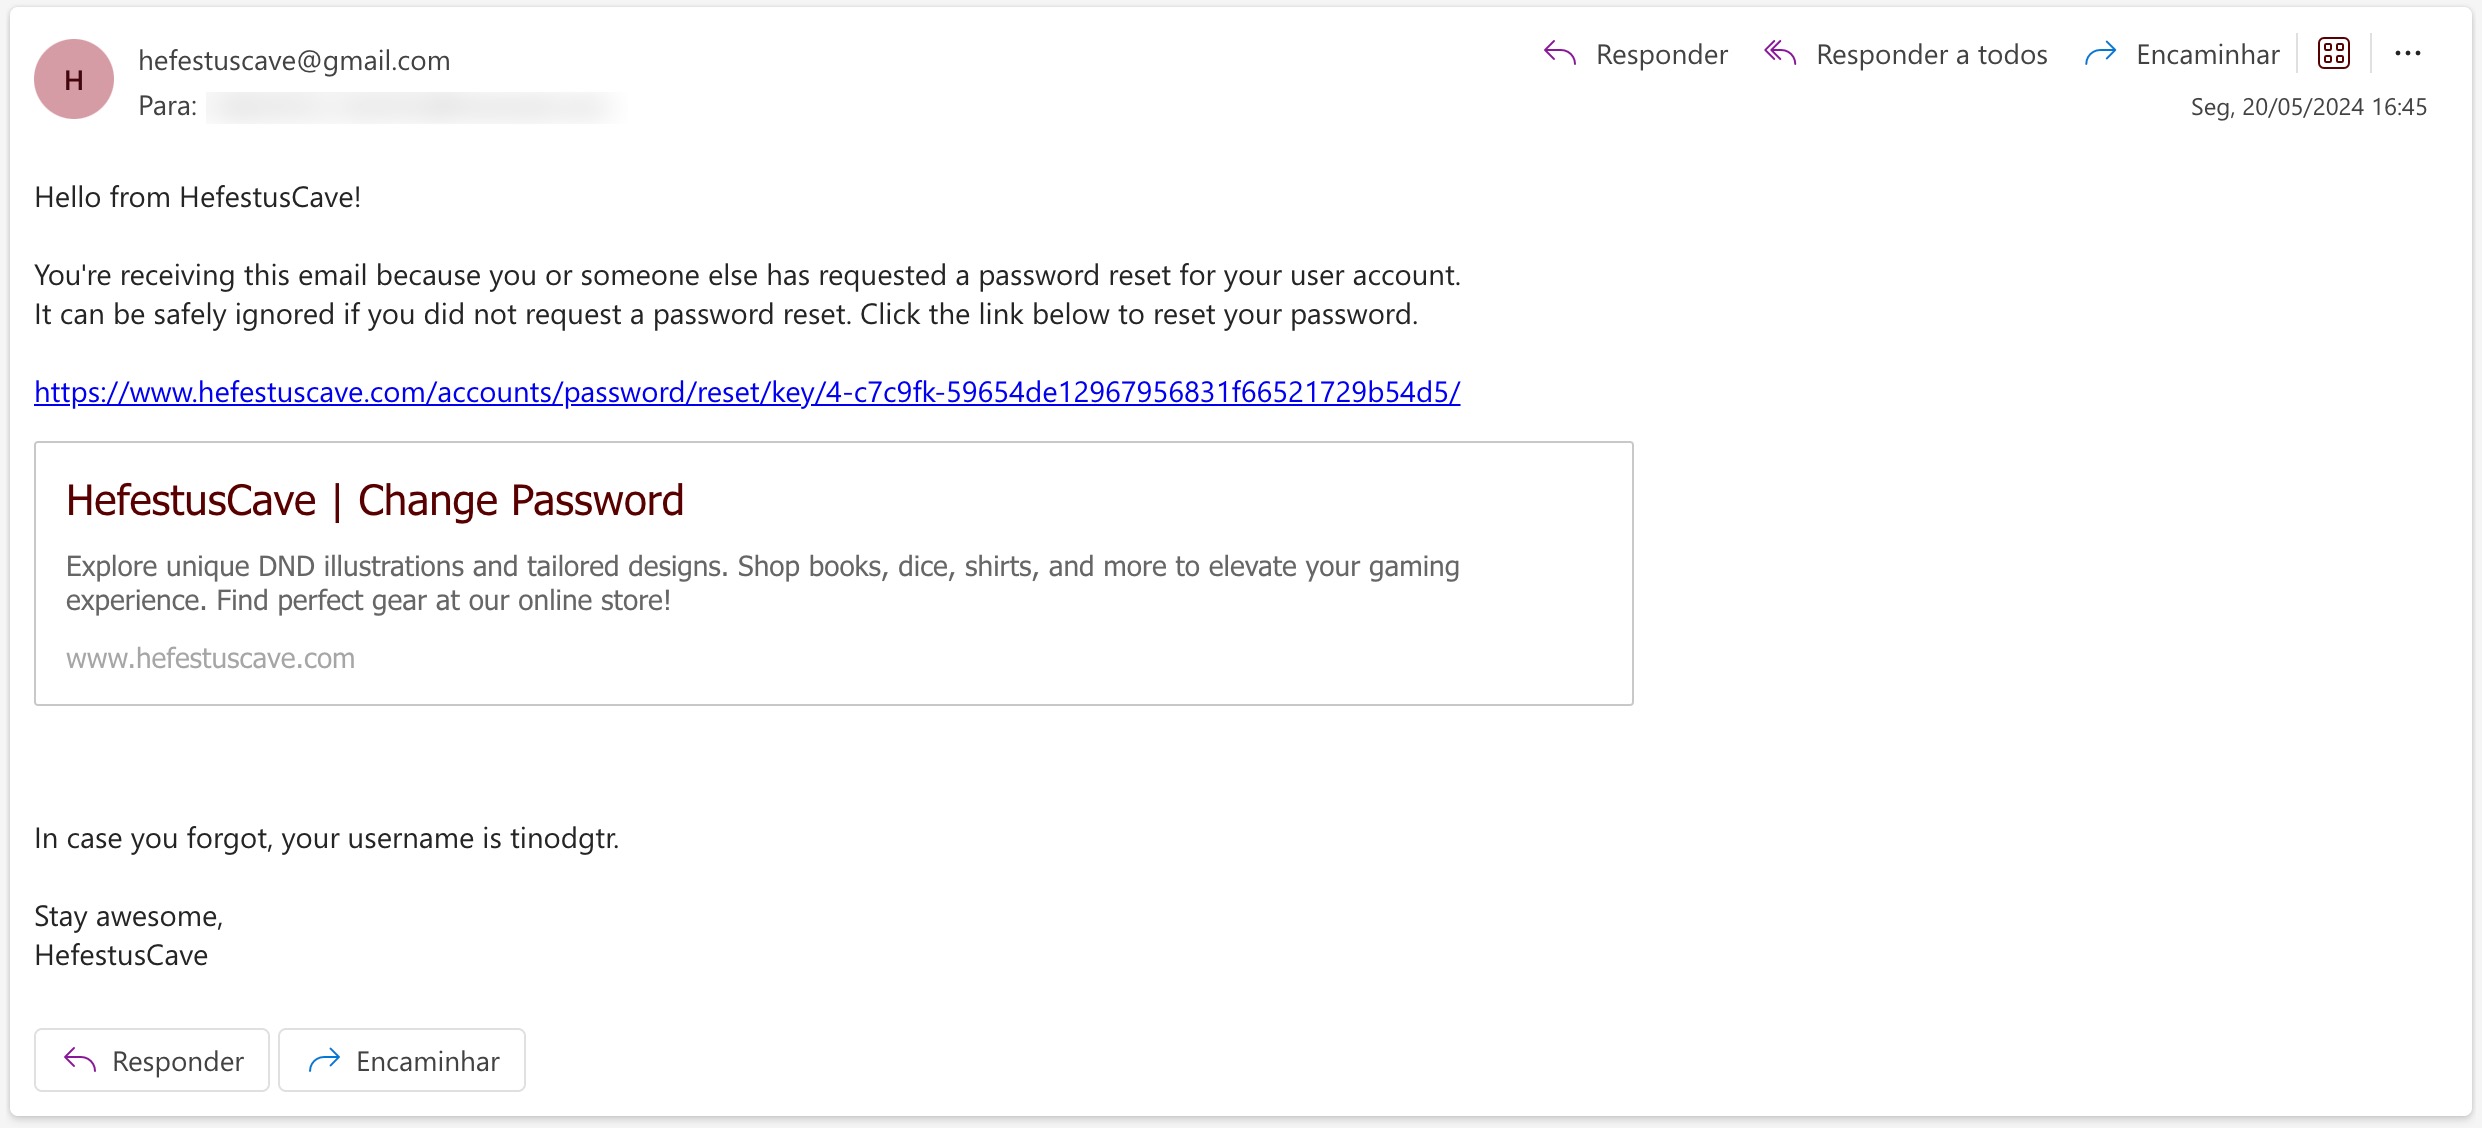 H
hefestuscave@gmail.com
Para:
Responder
Responder a todos
Encaminhar
Seg, 20/05/2024 16:45
Hello from HefestusCave!
You're receiving this email because you or someone else has requested a password reset for your user account.
It can be safely ignored if you did not request a password reset. Click the link below to reset your password.
https://www.hefestuscave.com/accounts/password/reset/key/4-c7c9fk-59654de12967956831f66521729b54d5/
HefestusCave | Change Password
Explore unique DND illustrations and tailored designs. Shop books, dice, shirts, and more to elevate your gaming
experience. Find perfect gear at our online store!
www.hefestuscave.com
In case you forgot, your username is tinodgtr.
Stay awesome,
HefestusCave
Responder
Encaminhar